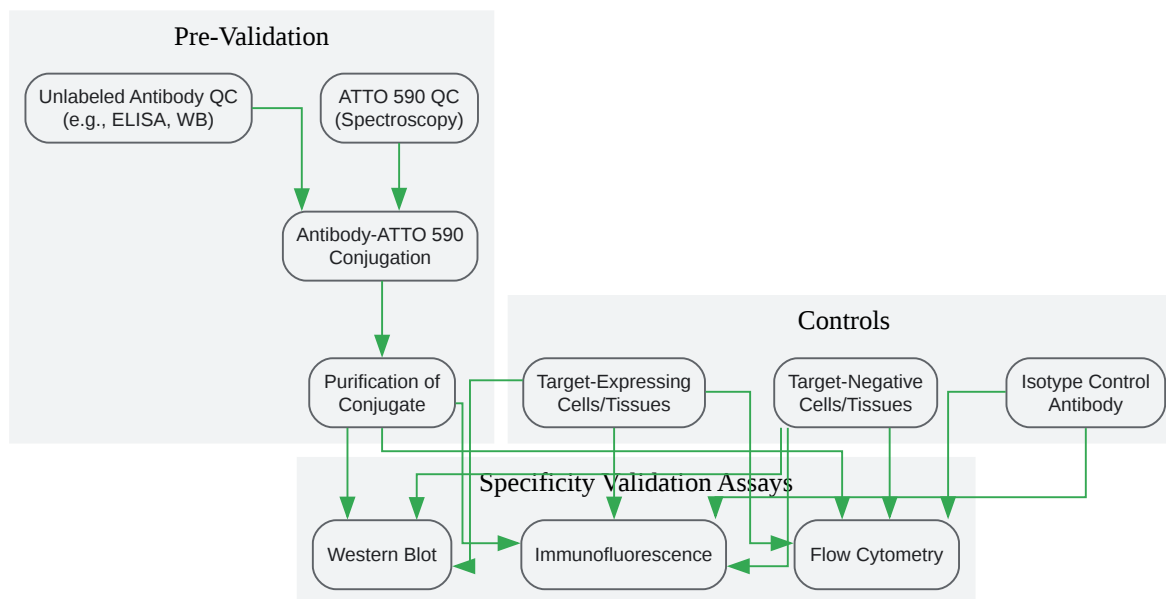 Pre-Validation
Unlabeled Antibody QC
(e.g., ELISA, WB)
ATTO 590 QC
(Spectroscopy)
Antibody-ATTO 590
Conjugation
Purification of
Conjugate
Controls
Target-Expressing
Cells/Tissues
Target-Negative
Cells/Tissues
Isotype Control
Antibody
Specificity Validation Assays
Western Blot
Immunofluorescence
Flow Cytometry